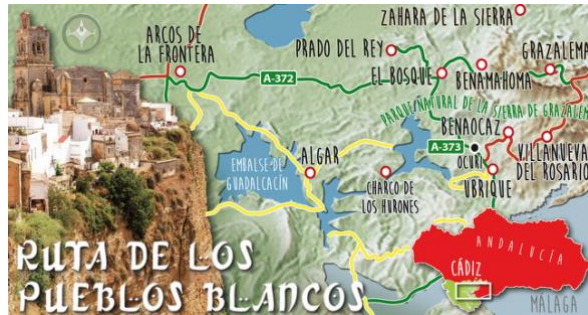 ZAHARA DE LA SIERRA
ARCOS DE
LA FRONTERA
PRADO DEL REY
GRAZALEMA
A-372
EL BOSQUE
BENAMAHOMA
PARQUE NATURAL DE LA SIERRA DE GRAZALEMA
BENAOCAZ
A-373
OCURI
VILLANUEVA
DEL ROSARIO
UBRIQUE
EMBALSE DE
GUADALCACÍN
ALGAR
CHARCO DE
LOS HURONES
RUTA DE LOS
PUEBLOS BLANCOS
ANDALUCÍA
CÁDIZ
MÁLAGA